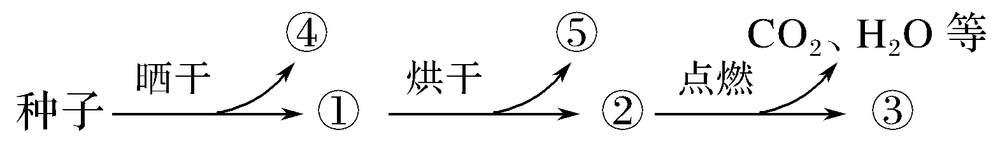 ④ ⑤ CO₂、H₂O 等
晒干 烘干 点燃
种子 ① ② ③